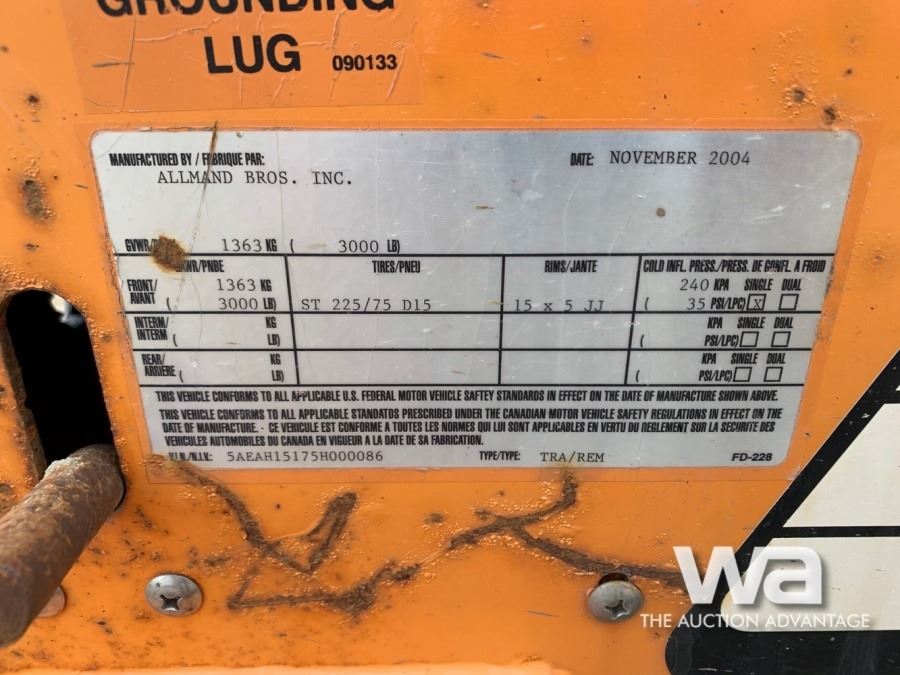 GROUNDING
LUG 090133
MANUFACTURED BY / FABRIQUE PAR: DATE: NOVEMBER 2004
ALLMAND BROS. INC.
GVWR/ 1363 KG ( 3000 LB)
/PNBE TIRES/PNEU RIMS/JANTE COLD INFL. PRESS./PRESS. DE GONFL. A FROID
FRONT/ 1363 KG 240 KPA SINGLE DUAL
AVANT ( 3000 LB) ST 225/75 D15 15 x 5 JJ ( 35 PSI/LPC) X
INTERM/ KG KPA SINGLE DUAL
INTERM ( LB) ( PSI/LPC)
REAR/ KG KPA SINGLE DUAL
ARRIERE ( LB) ( PSI/LPC)
THIS VEHICLE CONFORMS TO ALL APPLICABLE U.S. FEDERAL MOTOR VEHICLE SAFTEY STANDARDS IN EFFECT ON THE DATE OF MANUFACTURE SHOWN ABOVE.
THIS VEHICLE CONFORMS TO ALL APPLICABLE STANDATDS PRESCRIBED UNDER THE CANADIAN MOTOR VEHICLE SAFETY REGULATIONS IN EFFECT ON THE
DATE OF MANUFACTURE. - CE VEHICULE EST CONFORME A TOUTES LES NORMES QUI SONT APPLICABLES EN VERTU DU REGLEMENT SUR LA SECURITE DES
VEHICULES AUTOMOBILES DU CANADA EN VIGUEUR A LA DATE DE SA FABRICATION.
V.I.N./N.I.V.: 5AEAH15175H000086 TYPE/TYPE: TRA/REM FD-228
wa
THE AUCTION ADVANTAGE